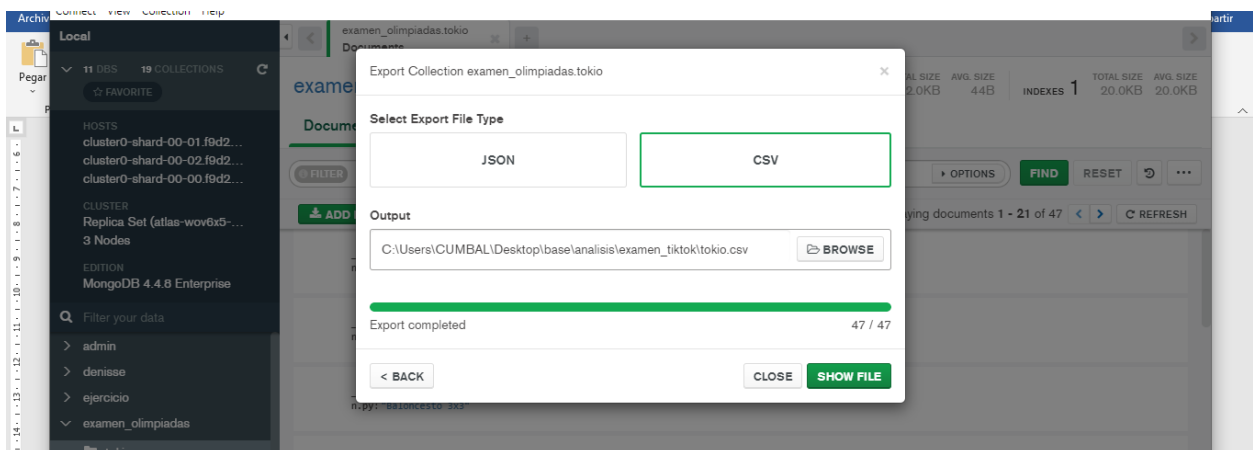 Connect View Collection Help
Archiv
Pegar
Local
11 DBS 19 COLLECTIONS
FAVORITE
HOSTS
cluster0-shard-00-01.f9d2...
cluster0-shard-00-02.f9d2...
cluster0-shard-00-00.f9d2...
CLUSTER
Replica Set (atlas-wov6x5-...
3 Nodes
EDITION
MongoDB 4.4.8 Enterprise
Filter your data
admin
denisse
ejercicio
examen_olimpiadas
examen_olimpiadas.tokio
Documents
exame
Docume
FILTER
ADD
Export Collection examen_olimpiadas.tokio
Select Export File Type
JSON
CSV
Output
C:\Users\CUMBAL\Desktop\base\analisis\examen_tiktok\tokio.csv
BROWSE
Export completed
47 / 47
< BACK
CLOSE
SHOW FILE
n.py: "Baloncesto 3x3"
AL SIZE AVG. SIZE
2.0KB 44B
INDEXES 1
TOTAL SIZE AVG. SIZE
20.0KB 20.0KB
OPTIONS
FIND
RESET
ying documents 1 - 21 of 47
REFRESH
partir